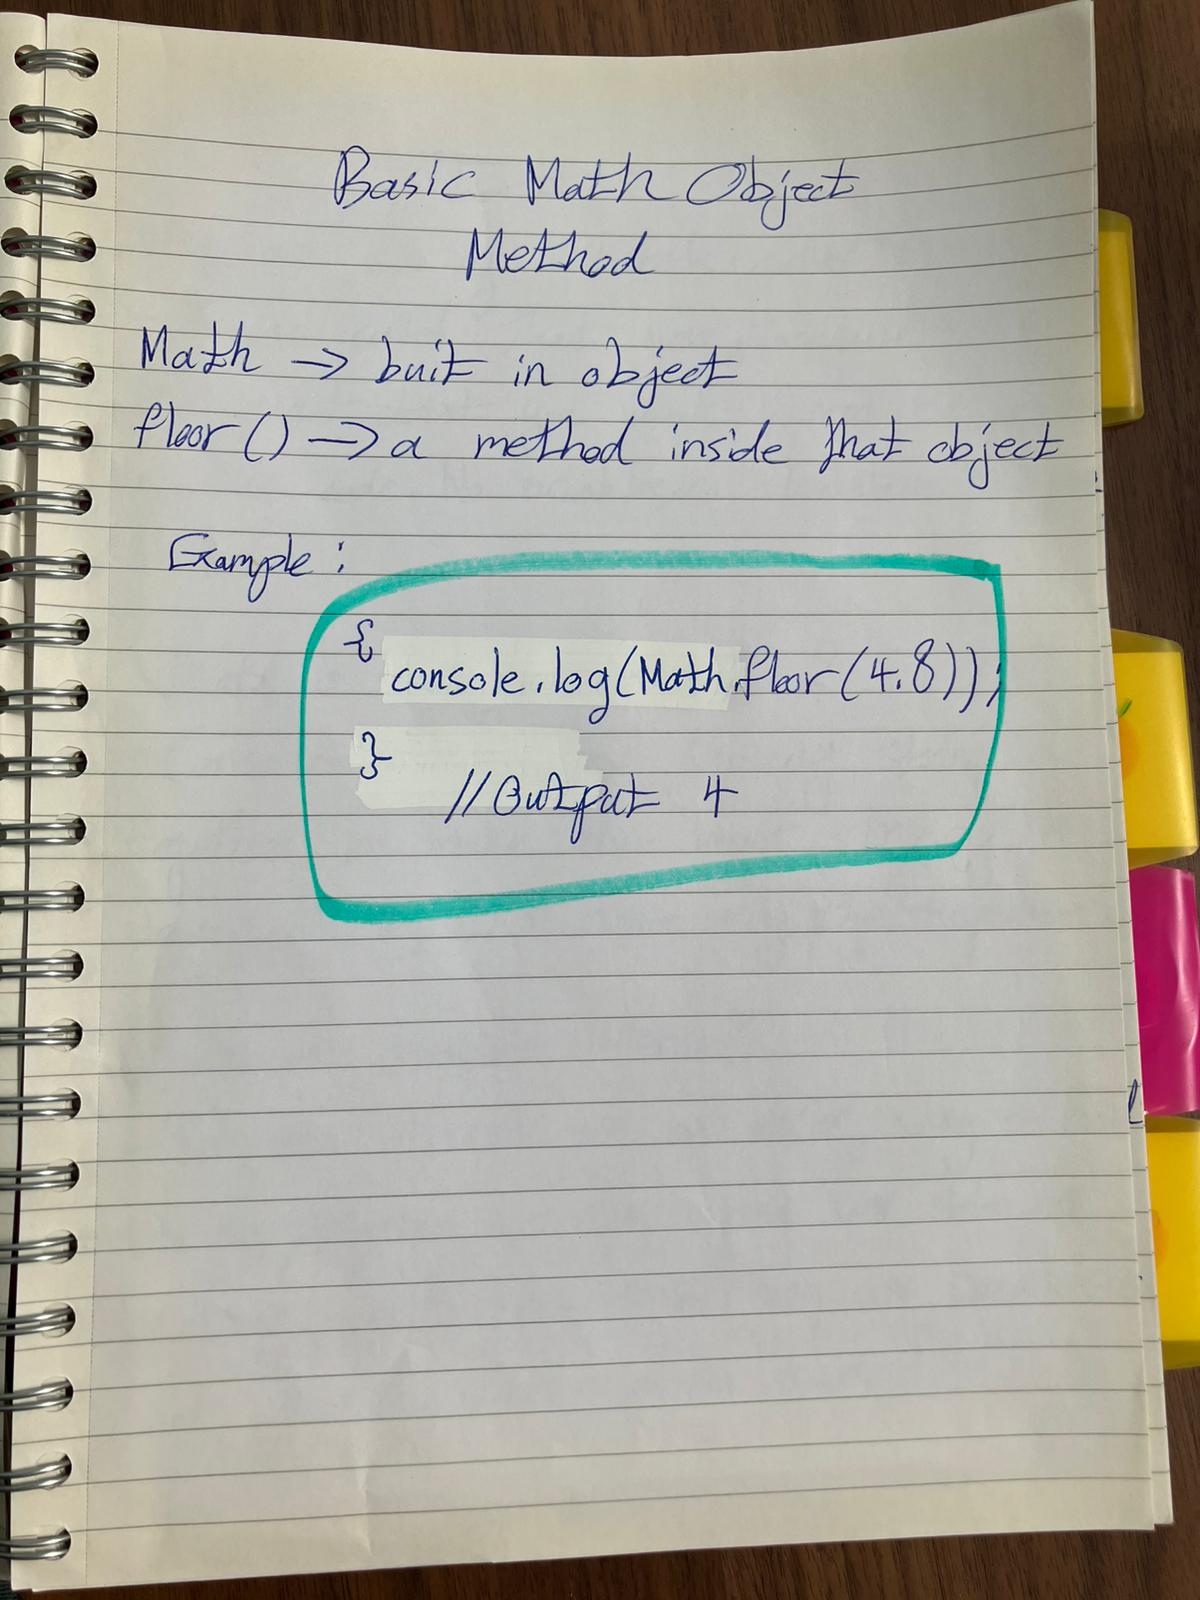 Basic Math Object
Method
Math → buit in object
floor() → a method inside that object
Example :
{
console.log(Math.floor(4.8));
}
//Output 4